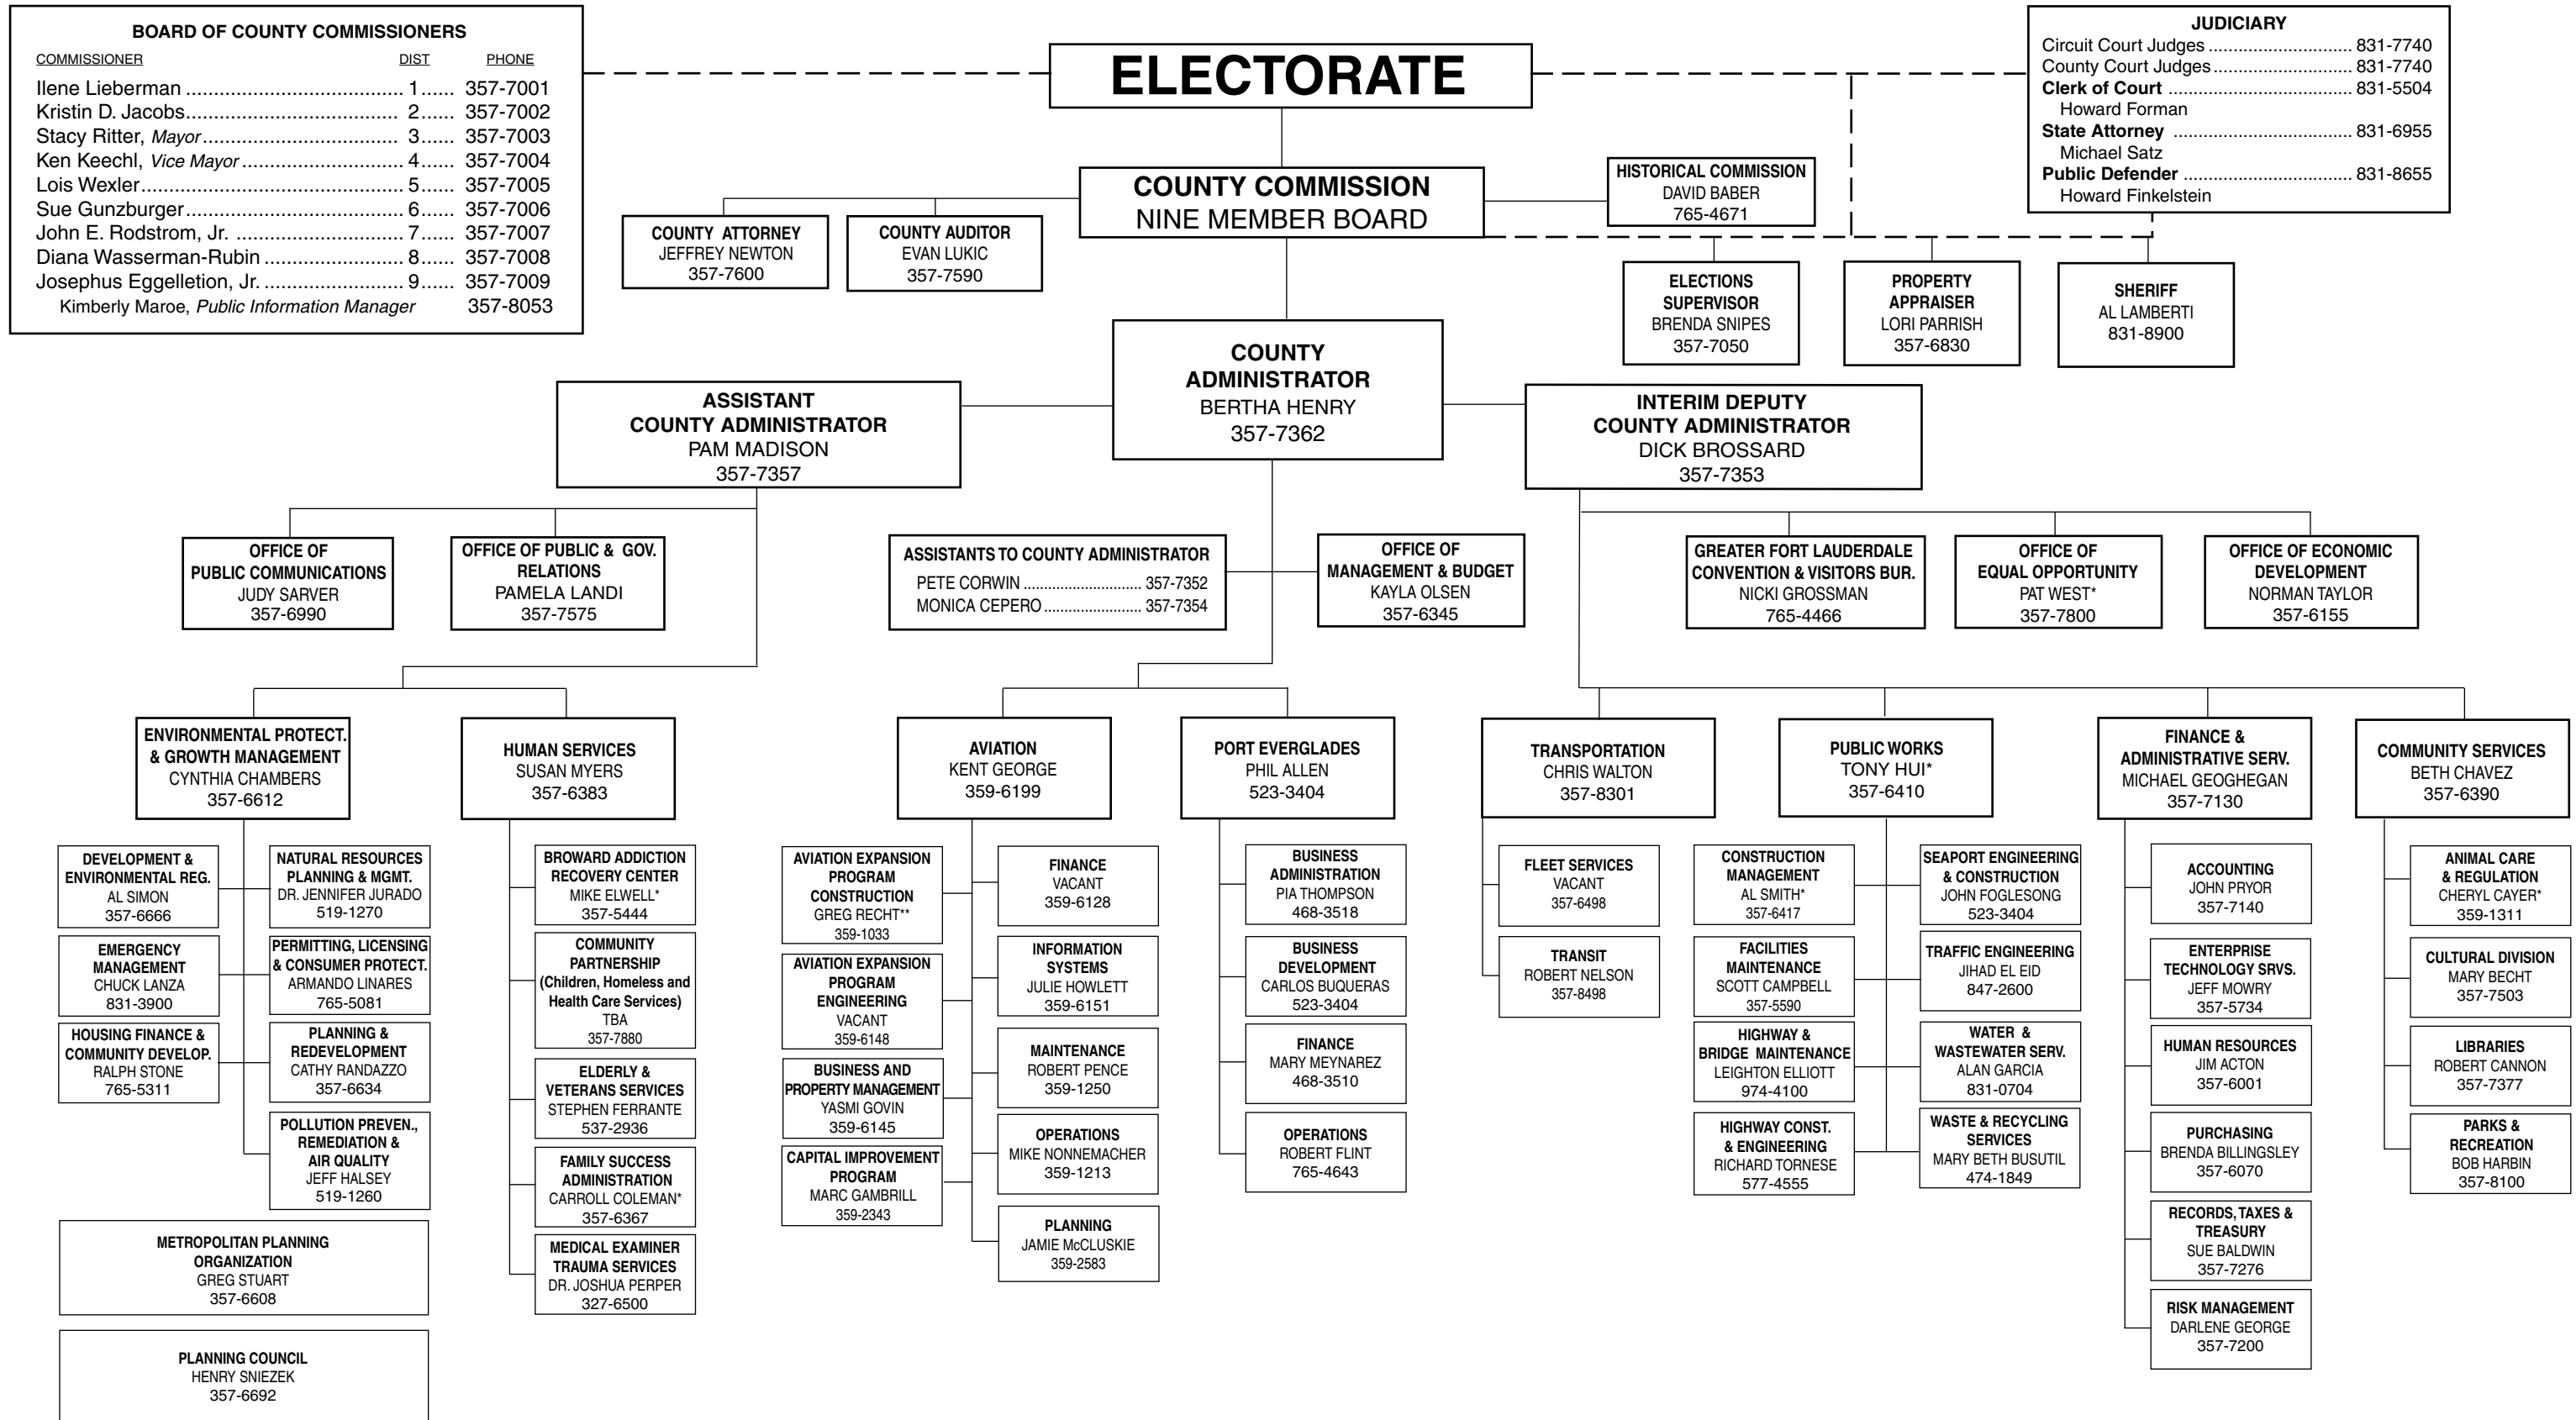 BOARD OF COUNTY COMMISSIONERS
COMMISSIONER DIST PHONE
Ilene Lieberman ....................................... 1...... 357-7001
Kristin D. Jacobs...................................... 2...... 357-7002
Stacy Ritter, Mayor................................... 3...... 357-7003
Ken Keechl, Vice Mayor............................ 4...... 357-7004
Lois Wexler.............................................. 5...... 357-7005
Sue Gunzburger...................................... 6...... 357-7006
John E. Rodstrom, Jr. ............................. 7...... 357-7007
Diana Wasserman-Rubin ........................ 8...... 357-7008
Josephus Eggelletion, Jr. ......................... 9...... 357-7009
Kimberly Maroe, Public Information Manager 357-8053
ELECTORATE
JUDICIARY
Circuit Court Judges ............................ 831-7740
County Court Judges........................... 831-7740
Clerk of Court .................................... 831-5504
Howard Forman
State Attorney ................................... 831-6955
Michael Satz
Public Defender ................................. 831-8655
Howard Finkelstein
COUNTY COMMISSION
NINE MEMBER BOARD
HISTORICAL COMMISSION
DAVID BABER
765-4671
COUNTY ATTORNEY
JEFFREY NEWTON
357-7600
COUNTY AUDITOR
EVAN LUKIC
357-7590
ELECTIONS
SUPERVISOR
BRENDA SNIPES
357-7050
PROPERTY
APPRAISER
LORI PARRISH
357-6830
SHERIFF
AL LAMBERTI
831-8900
COUNTY
ADMINISTRATOR
BERTHA HENRY
357-7362
ASSISTANT
COUNTY ADMINISTRATOR
PAM MADISON
357-7357
INTERIM DEPUTY
COUNTY ADMINISTRATOR
DICK BROSSARD
357-7353
OFFICE OF
PUBLIC COMMUNICATIONS
JUDY SARVER
357-6990
OFFICE OF PUBLIC & GOV.
RELATIONS
PAMELA LANDI
357-7575
ASSISTANTS TO COUNTY ADMINISTRATOR
PETE CORWIN ............................ 357-7352
MONICA CEPERO ....................... 357-7354
OFFICE OF
MANAGEMENT & BUDGET
KAYLA OLSEN
357-6345
GREATER FORT LAUDERDALE
CONVENTION & VISITORS BUR.
NICKI GROSSMAN
765-4466
OFFICE OF
EQUAL OPPORTUNITY
PAT WEST*
357-7800
OFFICE OF ECONOMIC
DEVELOPMENT
NORMAN TAYLOR
357-6155
ENVIRONMENTAL PROTECT.
& GROWTH MANAGEMENT
CYNTHIA CHAMBERS
357-6612
HUMAN SERVICES
SUSAN MYERS
357-6383
AVIATION
KENT GEORGE
359-6199
PORT EVERGLADES
PHIL ALLEN
523-3404
TRANSPORTATION
CHRIS WALTON
357-8301
PUBLIC WORKS
TONY HUI*
357-6410
FINANCE &
ADMINISTRATIVE SERV.
MICHAEL GEOGHEGAN
357-7130
COMMUNITY SERVICES
BETH CHAVEZ
357-6390
DEVELOPMENT &
ENVIRONMENTAL REG.
AL SIMON
357-6666
EMERGENCY
MANAGEMENT
CHUCK LANZA
831-3900
HOUSING FINANCE &
COMMUNITY DEVELOP.
RALPH STONE
765-5311
NATURAL RESOURCES
PLANNING & MGMT.
DR. JENNIFER JURADO
519-1270
PERMITTING, LICENSING
& CONSUMER PROTECT.
ARMANDO LINARES
765-5081
PLANNING &
REDEVELOPMENT
CATHY RANDAZZO
357-6634
POLLUTION PREVEN.,
REMEDIATION &
AIR QUALITY
JEFF HALSEY
519-1260
METROPOLITAN PLANNING
ORGANIZATION
GREG STUART
357-6608
PLANNING COUNCIL
HENRY SNIEZEK
357-6692
BROWARD ADDICTION
RECOVERY CENTER
MIKE ELWELL*
357-5444
COMMUNITY
PARTNERSHIP
(Children, Homeless and
Health Care Services)
TBA
357-7880
ELDERLY &
VETERANS SERVICES
STEPHEN FERRANTE
537-2936
FAMILY SUCCESS
ADMINISTRATION
CARROLL COLEMAN*
357-6367
MEDICAL EXAMINER
TRAUMA SERVICES
DR. JOSHUA PERPER
327-6500
AVIATION EXPANSION
PROGRAM
CONSTRUCTION
GREG RECHT**
359-1033
AVIATION EXPANSION
PROGRAM
ENGINEERING
VACANT
359-6148
BUSINESS AND
PROPERTY MANAGEMENT
YASMI GOVIN
359-6145
CAPITAL IMPROVEMENT
PROGRAM
MARC GAMBRILL
359-2343
FINANCE
VACANT
359-6128
INFORMATION
SYSTEMS
JULIE HOWLETT
359-6151
MAINTENANCE
ROBERT PENCE
359-1250
OPERATIONS
MIKE NONNEMACHER
359-1213
PLANNING
JAMIE McCLUSKIE
359-2583
BUSINESS
ADMINISTRATION
PIA THOMPSON
468-3518
BUSINESS
DEVELOPMENT
CARLOS BUQUERAS
523-3404
FINANCE
MARY MEYNAREZ
468-3510
OPERATIONS
ROBERT FLINT
765-4643
FLEET SERVICES
VACANT
357-6498
TRANSIT
ROBERT NELSON
357-8498
CONSTRUCTION
MANAGEMENT
AL SMITH*
357-6417
FACILITIES
MAINTENANCE
SCOTT CAMPBELL
357-5590
HIGHWAY &
BRIDGE MAINTENANCE
LEIGHTON ELLIOTT
974-4100
HIGHWAY CONST.
& ENGINEERING
RICHARD TORNESE
577-4555
SEAPORT ENGINEERING
& CONSTRUCTION
JOHN FOGLESONG
523-3404
TRAFFIC ENGINEERING
JIHAD EL EID
847-2600
WATER &
WASTEWATER SERV.
ALAN GARCIA
831-0704
WASTE & RECYCLING
SERVICES
MARY BETH BUSUTIL
474-1849
ACCOUNTING
JOHN PRYOR
357-7140
ENTERPRISE
TECHNOLOGY SRVS.
JEFF MOWRY
357-5734
HUMAN RESOURCES
JIM ACTON
357-6001
PURCHASING
BRENDA BILLINGSLEY
357-6070
RECORDS, TAXES &
TREASURY
SUE BALDWIN
357-7276
RISK MANAGEMENT
DARLENE GEORGE
357-7200
ANIMAL CARE
& REGULATION
CHERYL CAYER*
359-1311
CULTURAL DIVISION
MARY BECHT
357-7503
LIBRARIES
ROBERT CANNON
357-7377
PARKS &
RECREATION
BOB HARBIN
357-8100